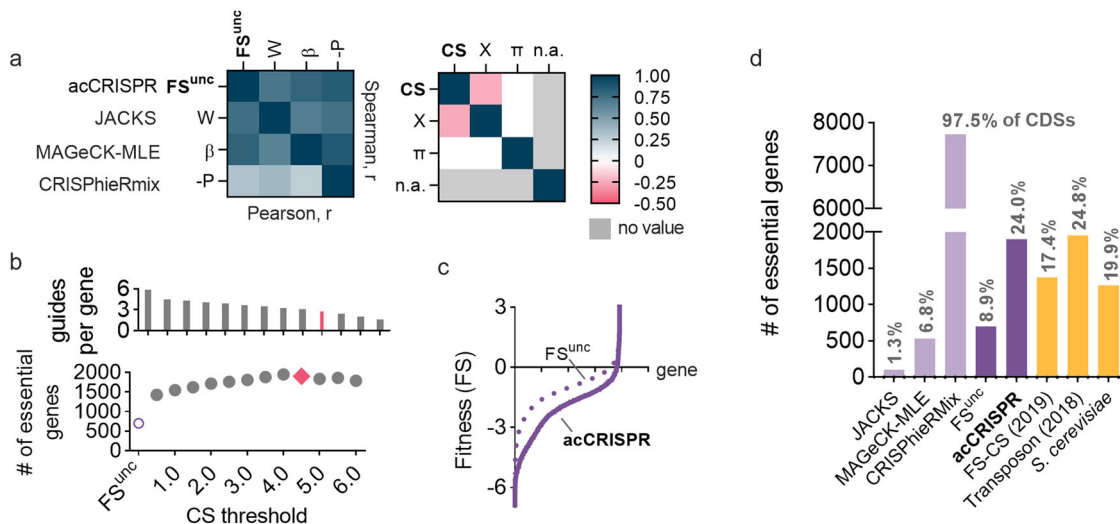 a
FS^unc W β -P
CS X π n.a.
acCRISPR FS^unc
JACKS W
MAGeCK-MLE β
CRISPhieRmix -P
Spearman, r
Pearson, r
CS
X
π
n.a.
1.00
0.75
0.50
0.25
0
-0.25
-0.50
no value
b
guides per gene
6
3
0
# of essential genes
2000
1500
1000
500
0
FS^unc 1.0 2.0 3.0 4.0 5.0 6.0
CS threshold
c
Fitness (FS)
3
0
-3
-6
FS^unc
gene
acCRISPR
d
# of essential genes
8000
6000
2000
1500
1000
500
0
97.5% of CDSs
1.3%
6.8%
8.9%
24.0%
17.4%
24.8%
19.9%
JACKS
MAGeCK-MLE
CRISPhieRMix
FS^unc
acCRISPR
FS-CS (2019)
Transposon (2018)
S. cerevisiae